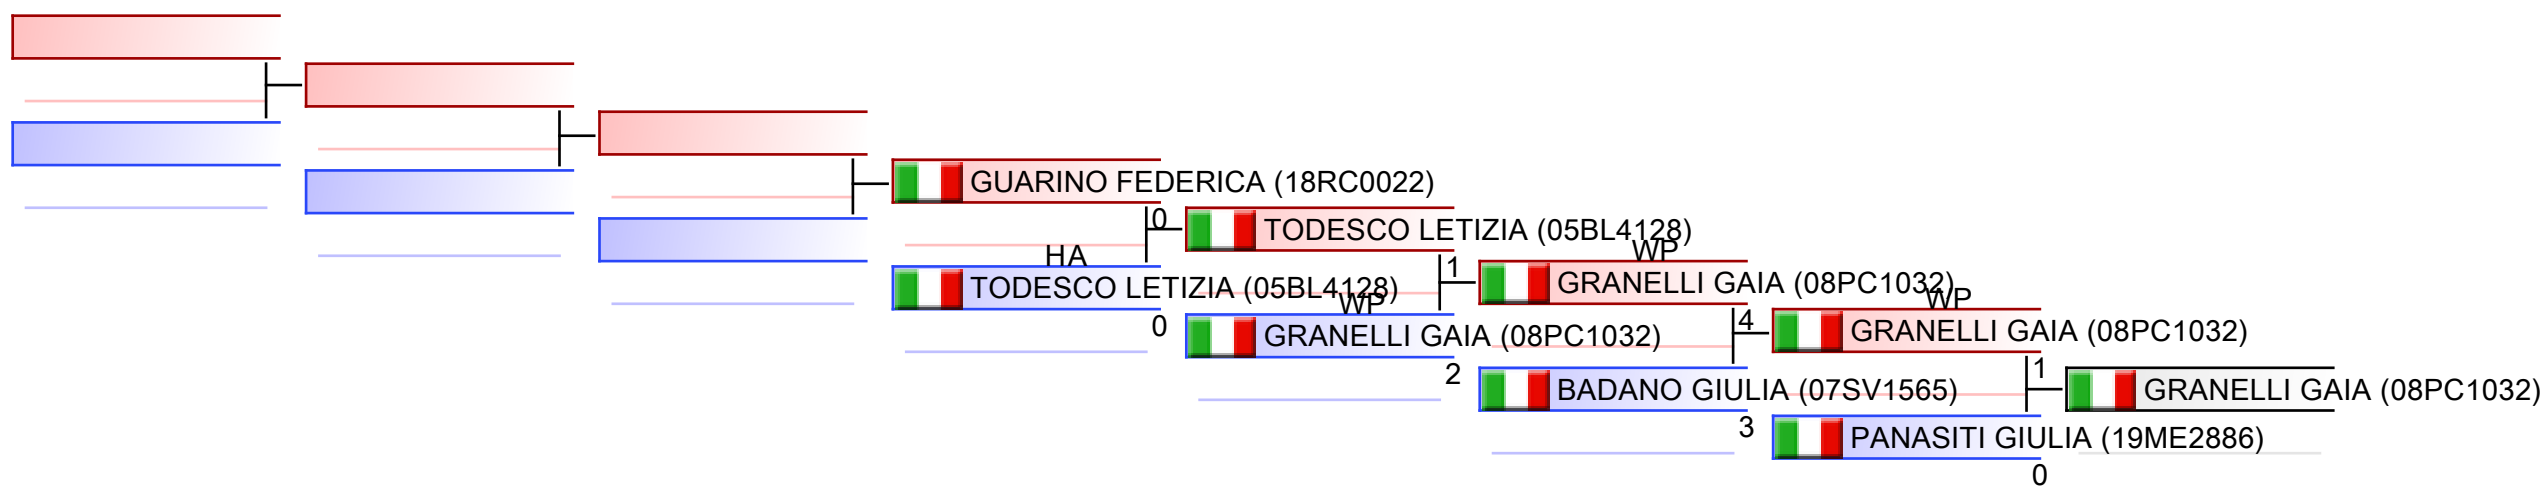 GUARINO FEDERICA (18RC0022)
0
TODESCO LETIZIA (05BL4128)
HA
WP
TODESCO LETIZIA (05BL4128)
1
GRANELLI GAIA (08PC1032)
WP
WP
0
GRANELLI GAIA (08PC1032)
4
GRANELLI GAIA (08PC1032)
2
BADANO GIULIA (07SV1565)
1
GRANELLI GAIA (08PC1032)
3
PANASITI GIULIA (19ME2886)
0